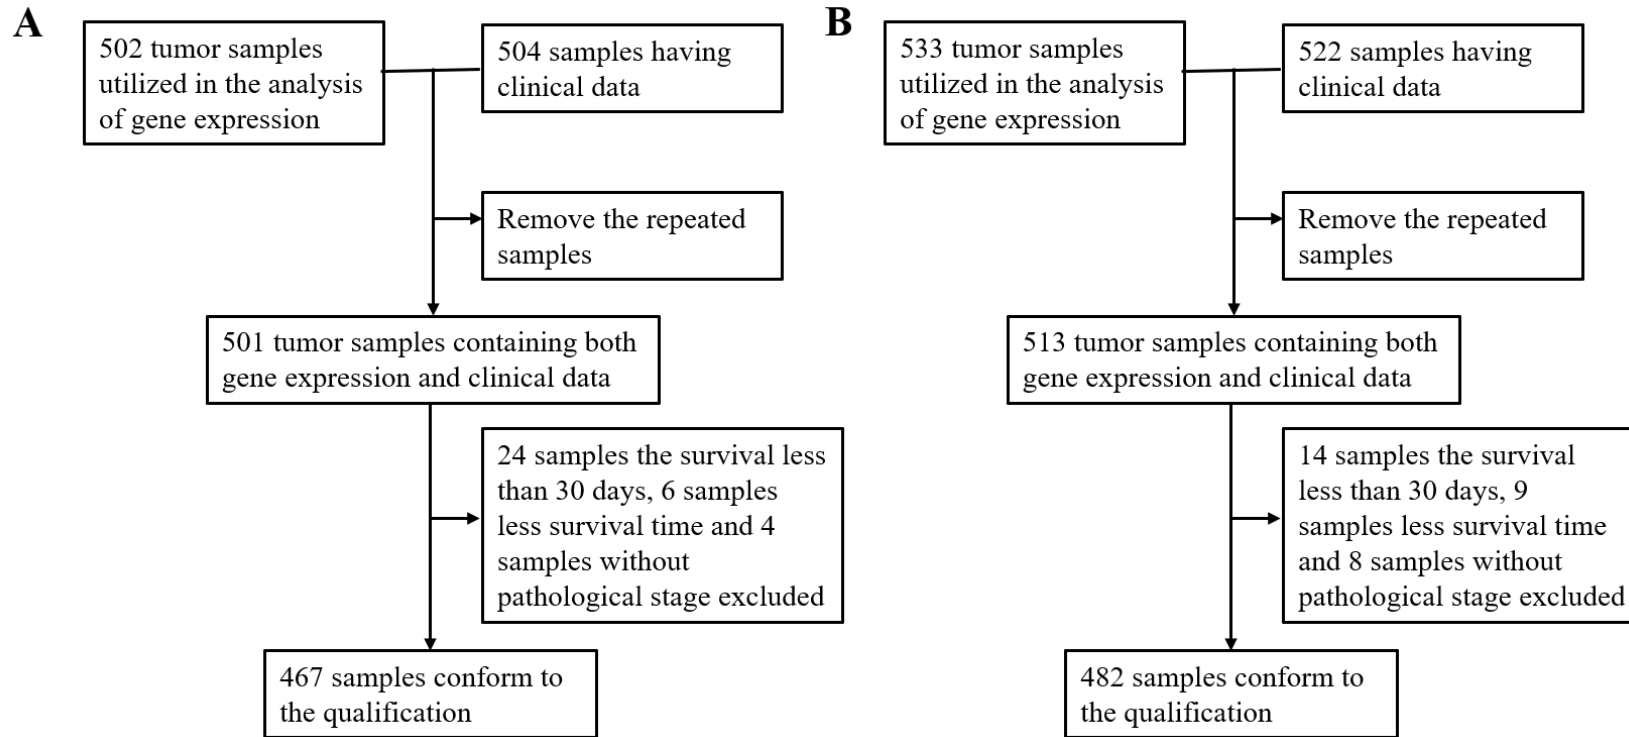 A
502 tumor samples
utilized in the analysis
of gene expression
504 samples having
clinical data
Remove the repeated
samples
501 tumor samples containing both
gene expression and clinical data
24 samples the survival less
than 30 days, 6 samples
less survival time and 4
samples without
pathological stage excluded
467 samples conform to
the qualification
B
533 tumor samples
utilized in the analysis
of gene expression
522 samples having
clinical data
Remove the repeated
samples
513 tumor samples containing both
gene expression and clinical data
14 samples the survival
less than 30 days, 9
samples less survival time
and 8 samples without
pathological stage excluded
482 samples conform to
the qualification